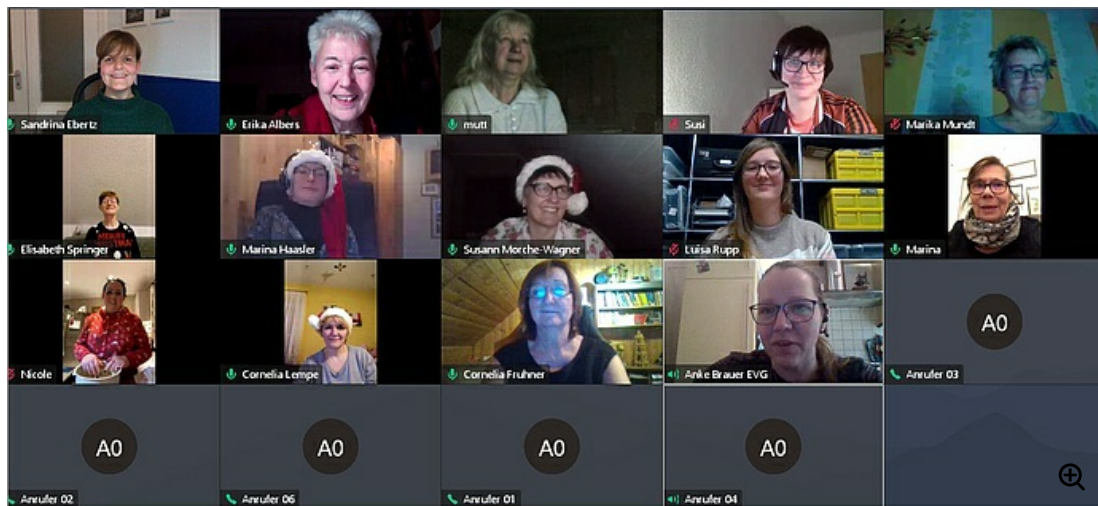 Sandrina Ebertz
Erika Albers
mutt
Susi
Marika Mundt
Elisabeth Springer
Marina Haasler
Susann Morche-Wagner
Luisa Rupp
Marina
Nicole
Cornelia Lempe
Cornelia Fruhner
Anke Brauer EVG
A0
Anrufer 03
A0
Anrufer 02
A0
Anrufer 06
A0
Anrufer 01
A0
Anrufer 04